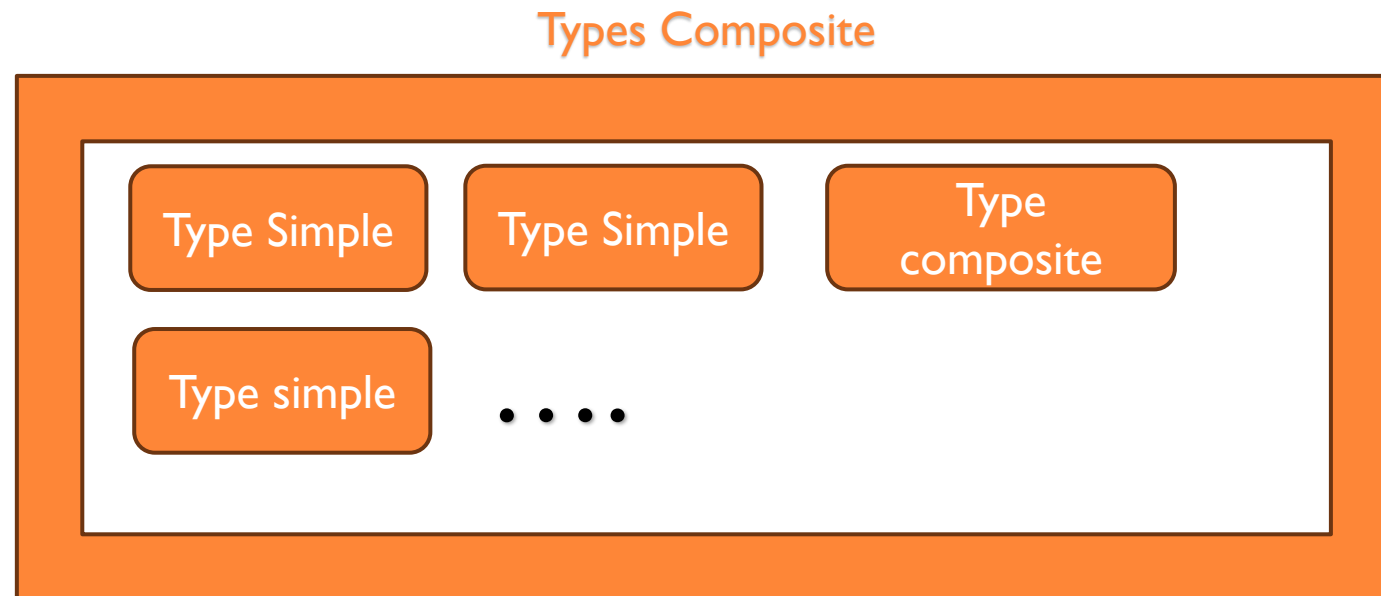 Types Composite
Type Simple
Type Simple
Type
composite
Type simple
....